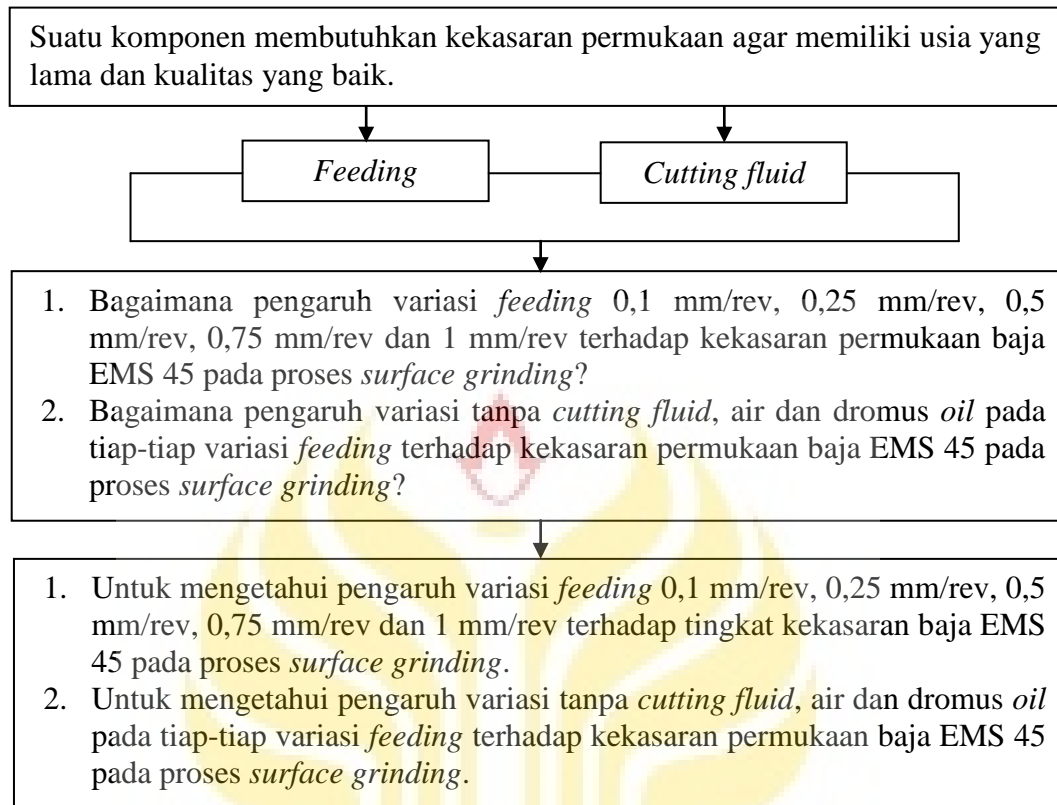 Suatu komponen membutuhkan kekasaran permukaan agar memiliki usia yang
lama dan kualitas yang baik.
Feeding
Cutting fluid
1. Bagaimana pengaruh variasi feeding 0,1 mm/rev, 0,25 mm/rev, 0,5
mm/rev, 0,75 mm/rev dan 1 mm/rev terhadap kekasaran permukaan baja
EMS 45 pada proses surface grinding?
2. Bagaimana pengaruh variasi tanpa cutting fluid, air dan dromus oil pada
tiap-tiap variasi feeding terhadap kekasaran permukaan baja EMS 45 pada
proses surface grinding?
1. Untuk mengetahui pengaruh variasi feeding 0,1 mm/rev, 0,25 mm/rev, 0,5
mm/rev, 0,75 mm/rev dan 1 mm/rev terhadap tingkat kekasaran baja EMS
45 pada proses surface grinding.
2. Untuk mengetahui pengaruh variasi tanpa cutting fluid, air dan dromus oil
pada tiap-tiap variasi feeding terhadap kekasaran permukaan baja EMS 45
pada proses surface grinding.